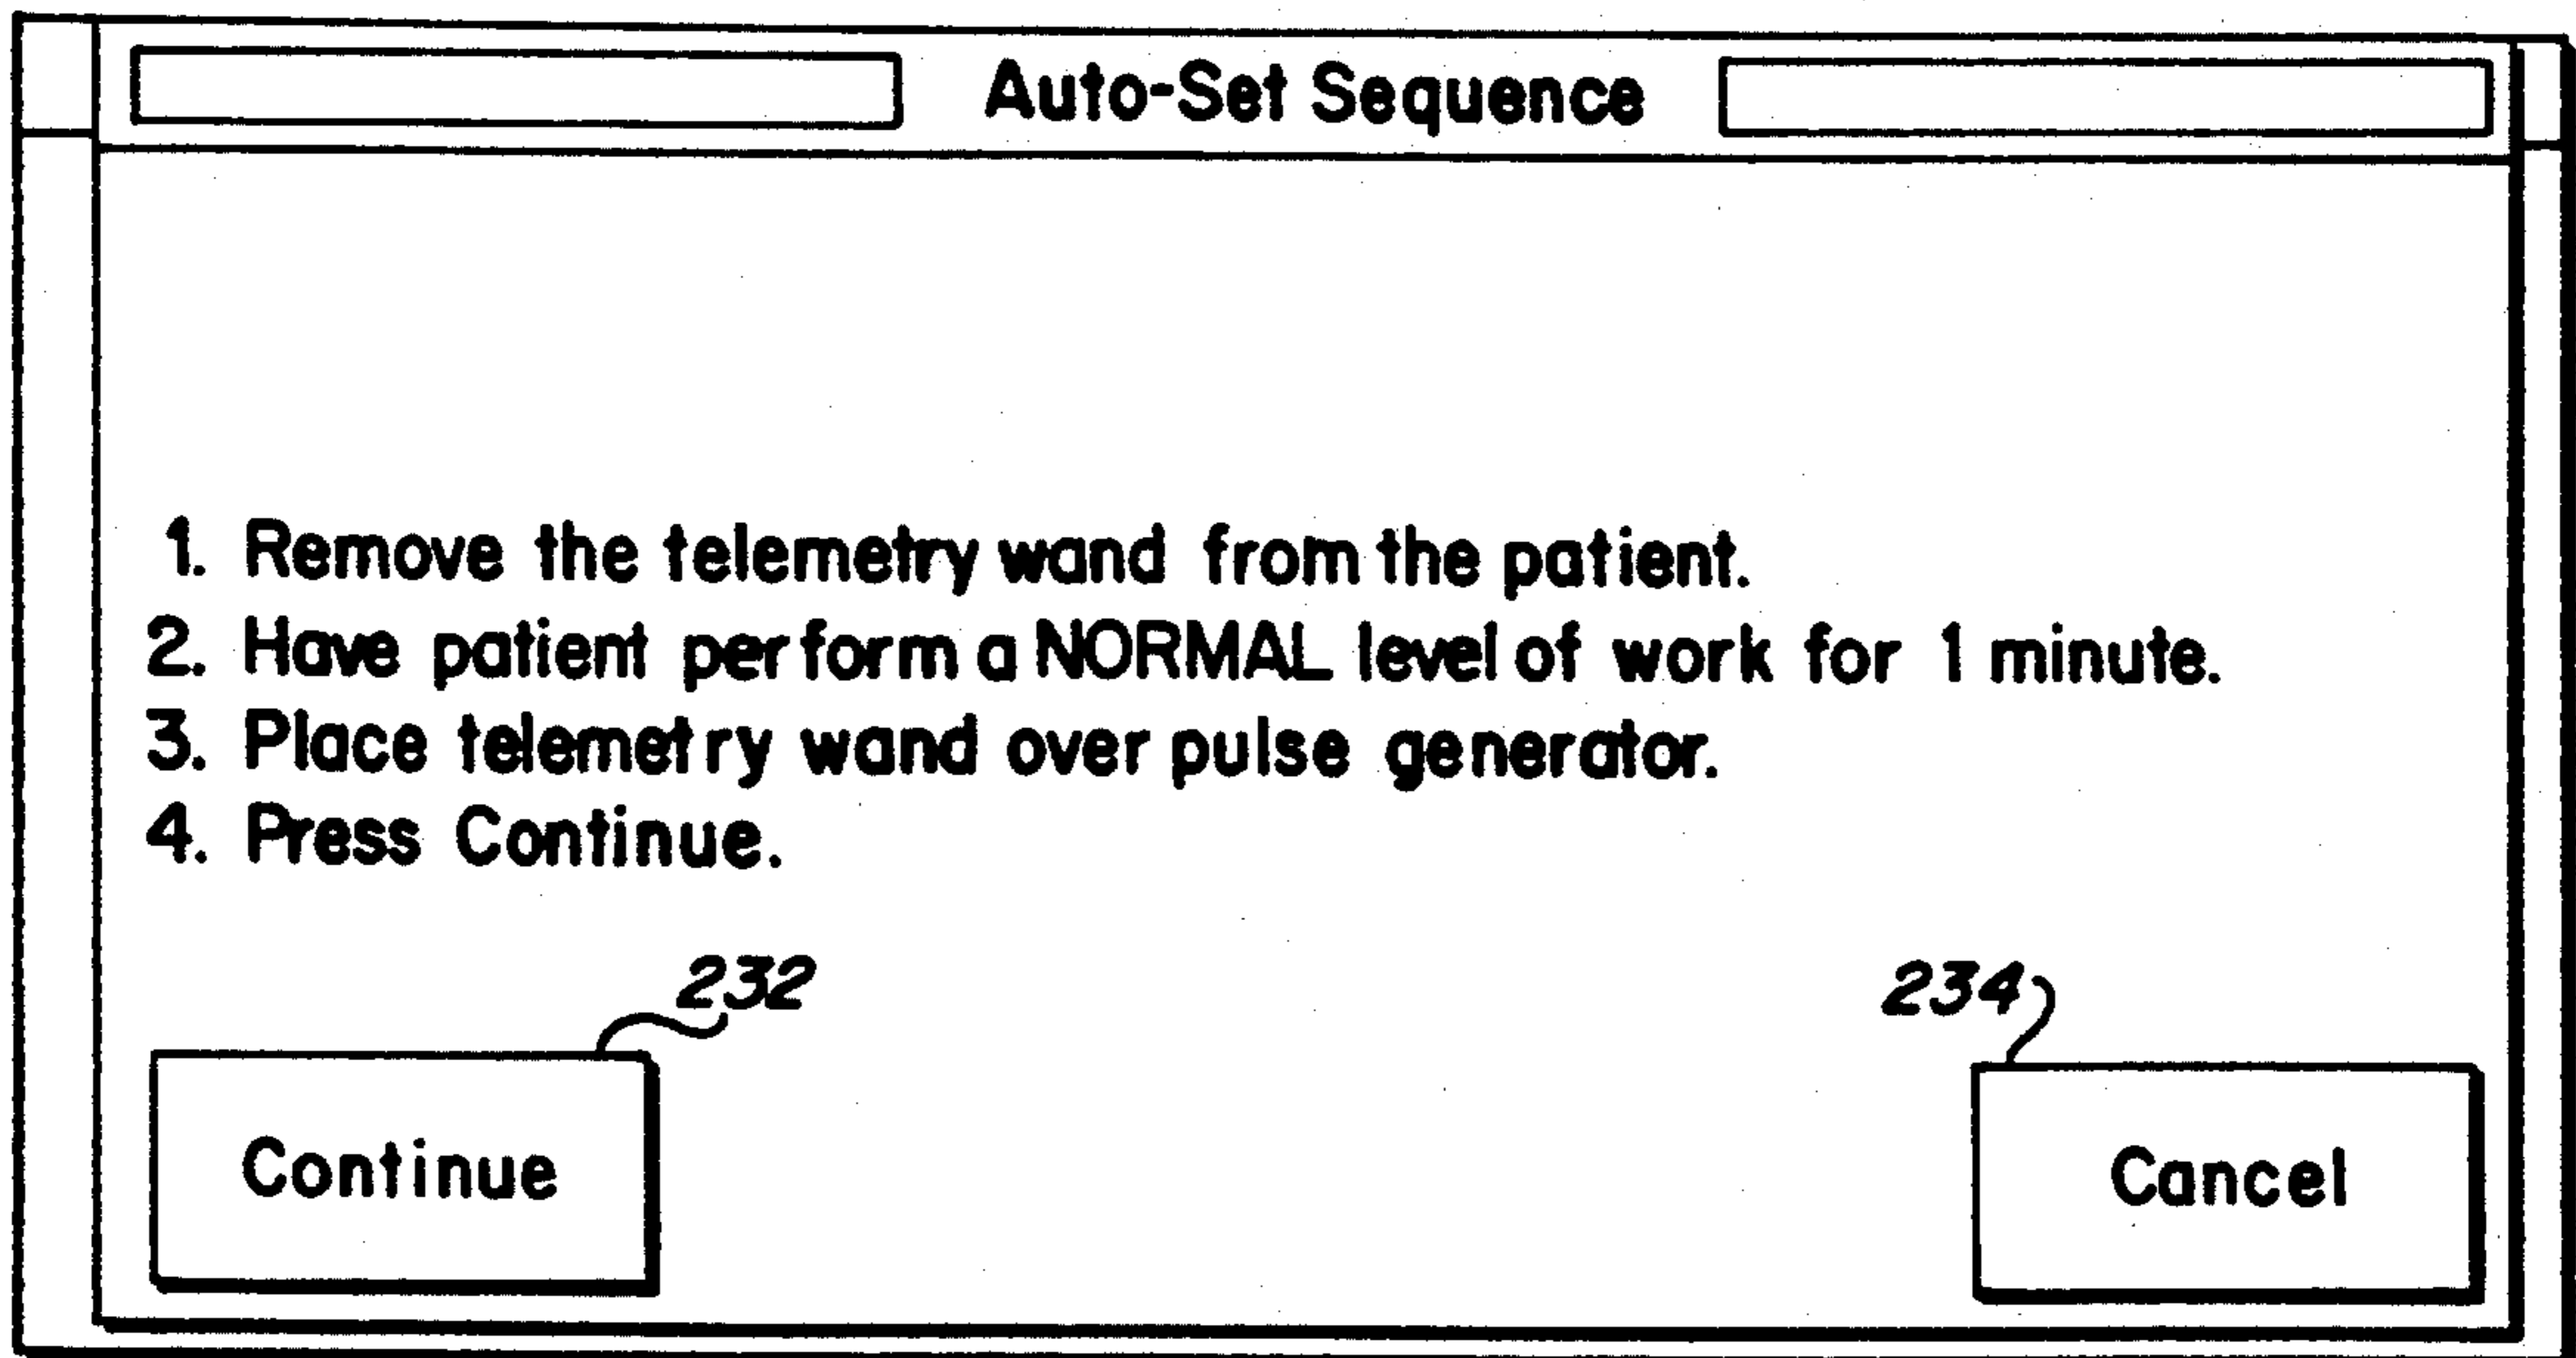 Auto-Set Sequence
1. Remove the telemetry wand from the patient.
2. Have patient perform a NORMAL level of work for 1 minute.
3. Place telemetry wand over pulse generator.
4. Press Continue.
232
234
Continue
Cancel